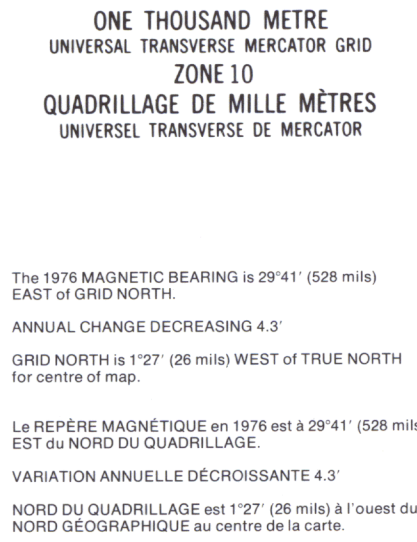 ONE THOUSAND METRE
UNIVERSAL TRANSVERSE MERCATOR GRID
ZONE 10
QUADRILLAGE DE MILLE MÈTRES
UNIVERSEL TRANSVERSE DE MERCATOR
The 1976 MAGNETIC BEARING is 29°41′ (528 mils)
EAST of GRID NORTH.
ANNUAL CHANGE DECREASING 4.3′
GRID NORTH is 1°27′ (26 mils) WEST of TRUE NORTH
for centre of map.
Le REPÈRE MAGNÉTIQUE en 1976 est à 29°41′ (528 mils
EST du NORD DU QUADRILLAGE.
VARIATION ANNUELLE DÉCROISSANTE 4.3′
NORD DU QUADRILLAGE est 1°27′ (26 mils) à l'ouest du
NORD GÉOGRAPHIQUE au centre de la carte.